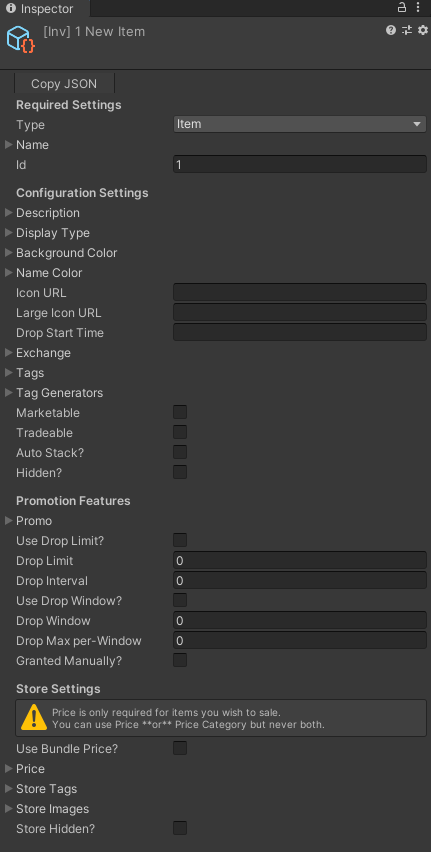 Inspector
[Inv] 1 New Item
Copy JSON
Required Settings
Type Item
Name
Id 1
Configuration Settings
Description
Display Type
Background Color
Name Color
Icon URL
Large Icon URL
Drop Start Time
Exchange
Tags
Tag Generators
Marketable
Tradeable
Auto Stack?
Hidden?
Promotion Features
Promo
Use Drop Limit?
Drop Limit 0
Drop Interval 0
Use Drop Window?
Drop Window 0
Drop Max per-Window 0
Granted Manually?
Store Settings
Price is only required for items you wish to sale.
You can use Price **or** Price Category but never both.
Use Bundle Price?
Price
Store Tags
Store Images
Store Hidden?